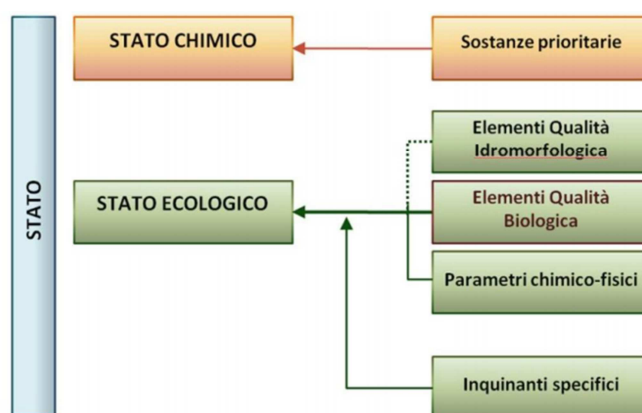 STATO
STATO CHIMICO
Sostanze prioritarie
STATO ECOLOGICO
Elementi Qualità
Idromorfologica
Elementi Qualità
Biologica
Parametri chimico-fisici
Inquinanti specifici